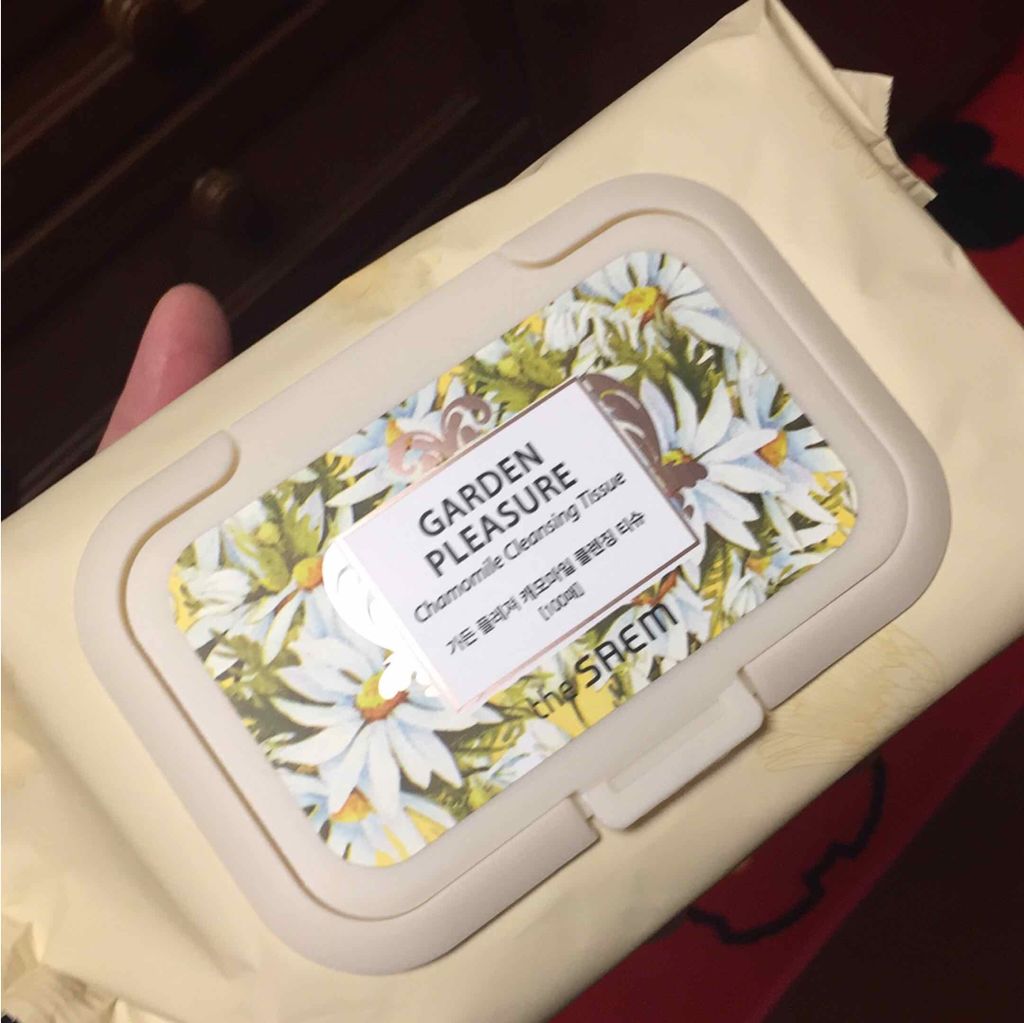 GARDEN
PLEASURE
Chamomile Cleansing Tissue
가든 플레져 캐모마일 클렌징 티슈
[100매]
the SAEM